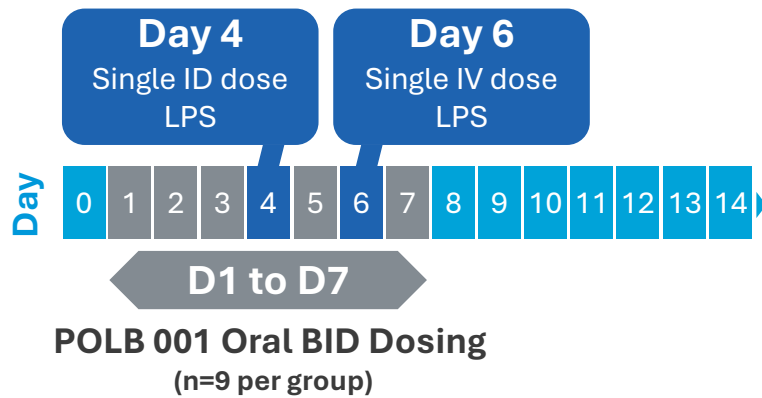 Day 4
Single ID dose
LPS
Day 6
Single IV dose
LPS
Day
0 1 2 3 4 5 6 7 8 9 10 11 12 13 14
D1 to D7
POLB 001 Oral BID Dosing
(n=9 per group)